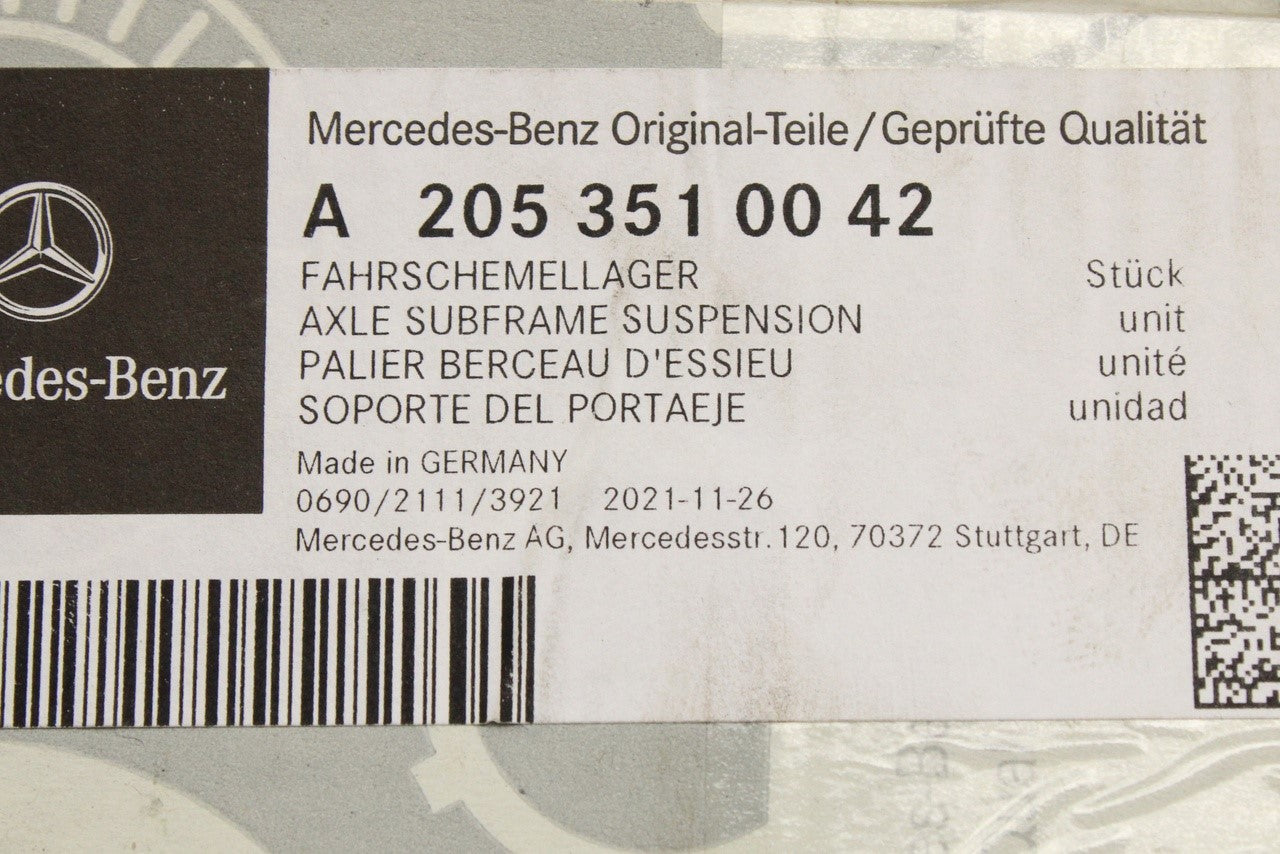 Mercedes-Benz Original-Teile/Geprüfte Qualität
A 205 351 00 42
FAHRSCHEMELLAGER Stück
AXLE SUBFRAME SUSPENSION unit
PALIER BERCEAU D'ESSIEU unité
SOPORTE DEL PORTAEJE unidad
edes-Benz
Made in GERMANY
0690/2111/3921 2021-11-26
Mercedes-Benz AG, Mercedesstr.120, 70372 Stuttgart, DE